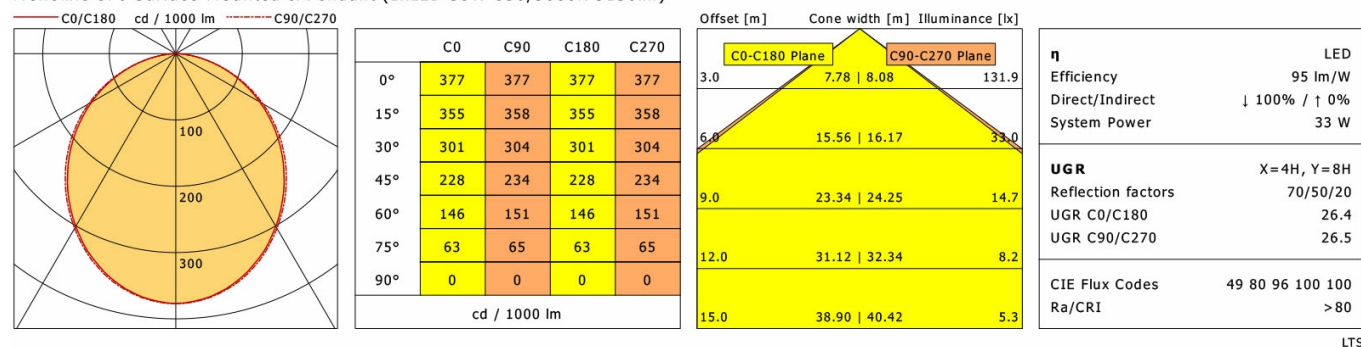 C0/C180 cd / 1000 lm C90/C270
100
200
300
C0 C90 C180 C270
0° 377 377 377 377
15° 355 358 355 358
30° 301 304 301 304
45° 228 234 228 234
60° 146 151 146 151
75° 63 65 63 65
90° 0 0 0 0
cd / 1000 lm
Offset [m] Cone width [m] Illuminance [lx]
C0-C180 Plane C90-C270 Plane
3.0 7.78 | 8.08 131.9
6.0 15.56 | 16.17 33.0
9.0 23.34 | 24.25 14.7
12.0 31.12 | 32.34 8.2
15.0 38.90 | 40.42 5.3
η LED
Efficiency 95 lm/W
Direct/Indirect ↓ 100% / ↑ 0%
System Power 33 W
UGR X=4H, Y=8H
Reflection factors 70/50/20
UGR C0/C180 26.4
UGR C90/C270 26.5
CIE Flux Codes 49 80 96 100 100
Ra/CRI >80
LTS